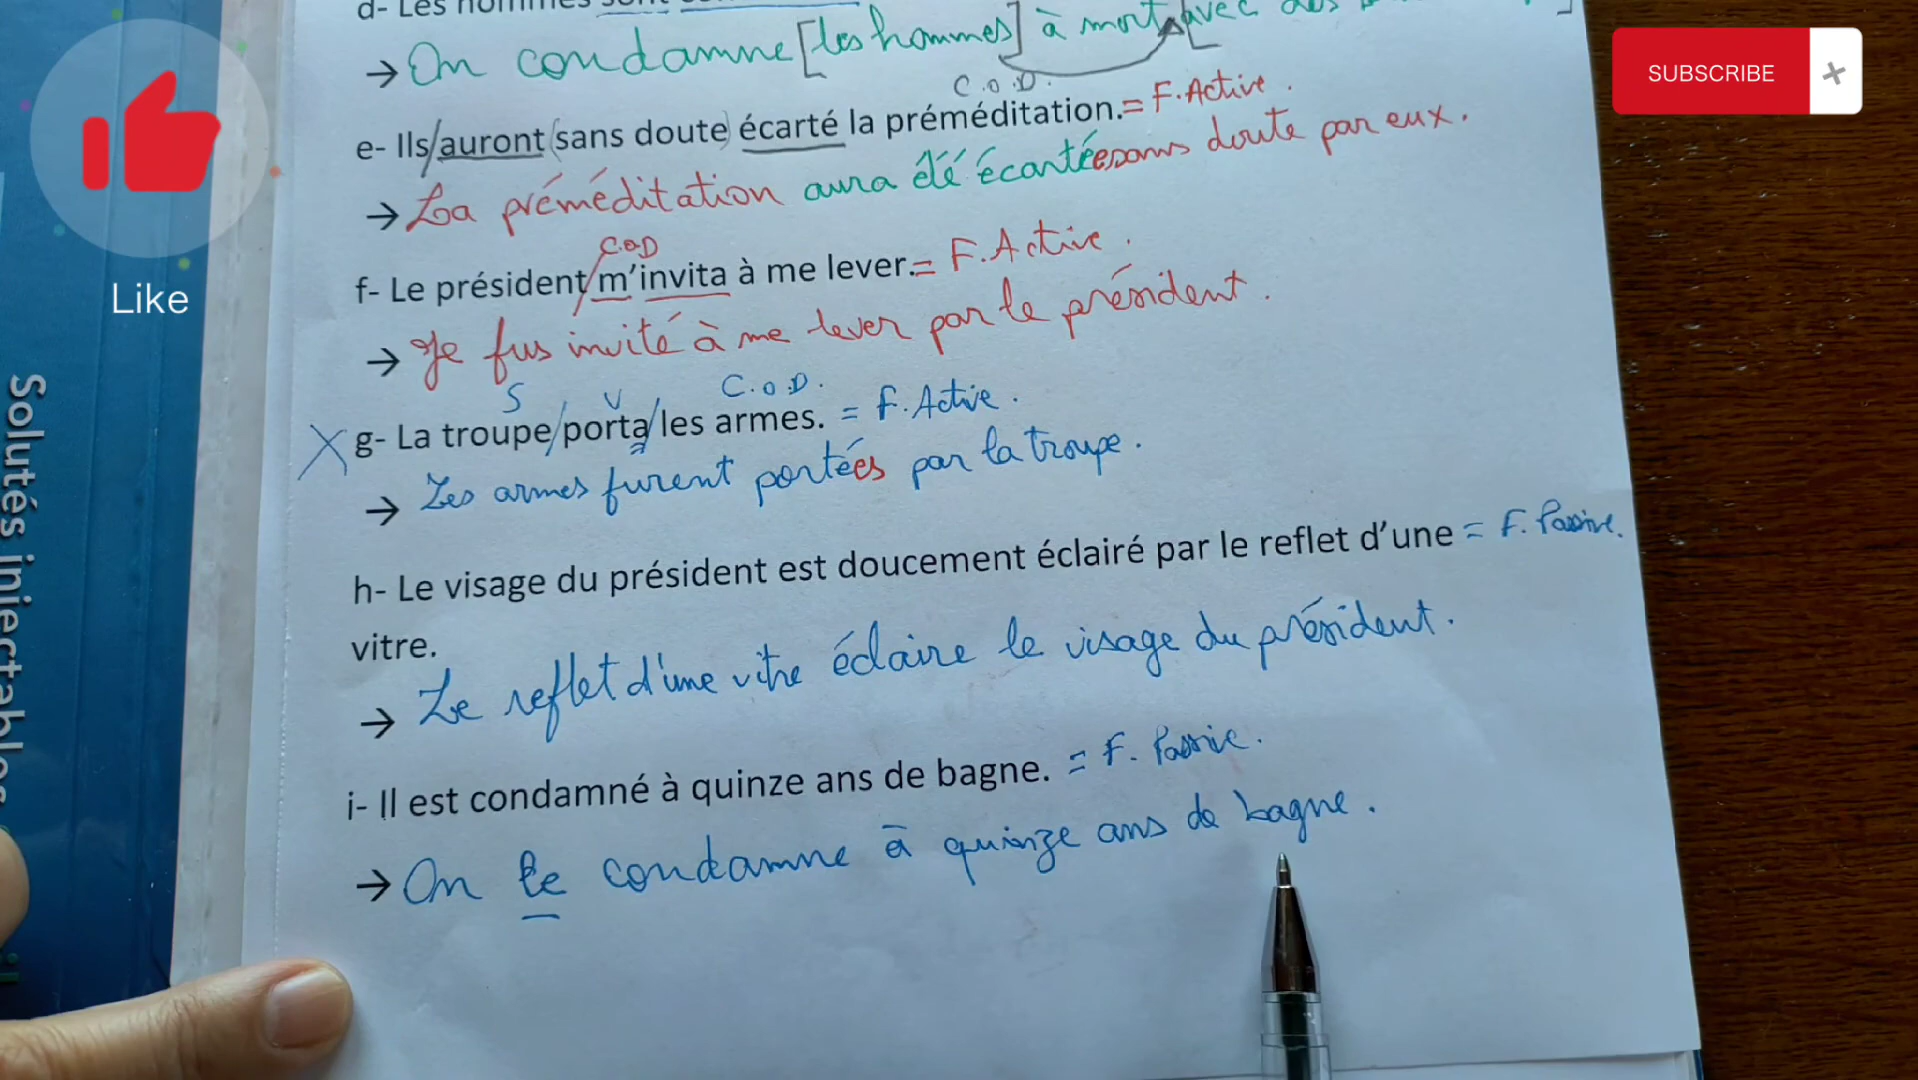 d- Les hommes sont
→ On condamne [les hommes] à mort avec des
C.O.D.
e- Ils/auront (sans doute) écarté la préméditation. = F. Active.
→ La préméditation aura été écartée sans doute par eux.
C.O.D
f- Le président/m'invita à me lever. = F. Active.
→ Je fus invité à me lever par le président.
S V C.O.D.
g- La troupe/porta/les armes. = F. Active.
→ Les armes furent portées par la troupe.
h- Le visage du président est doucement éclairé par le reflet d'une = F. Passive.
vitre.
→ Le reflet d'une vitre éclaire le visage du président.
i- Il est condamné à quinze ans de bagne. = F. Passive.
→ On le condamne à quinze ans de bagne.
SUBSCRIBE
Like
Solutés injectables